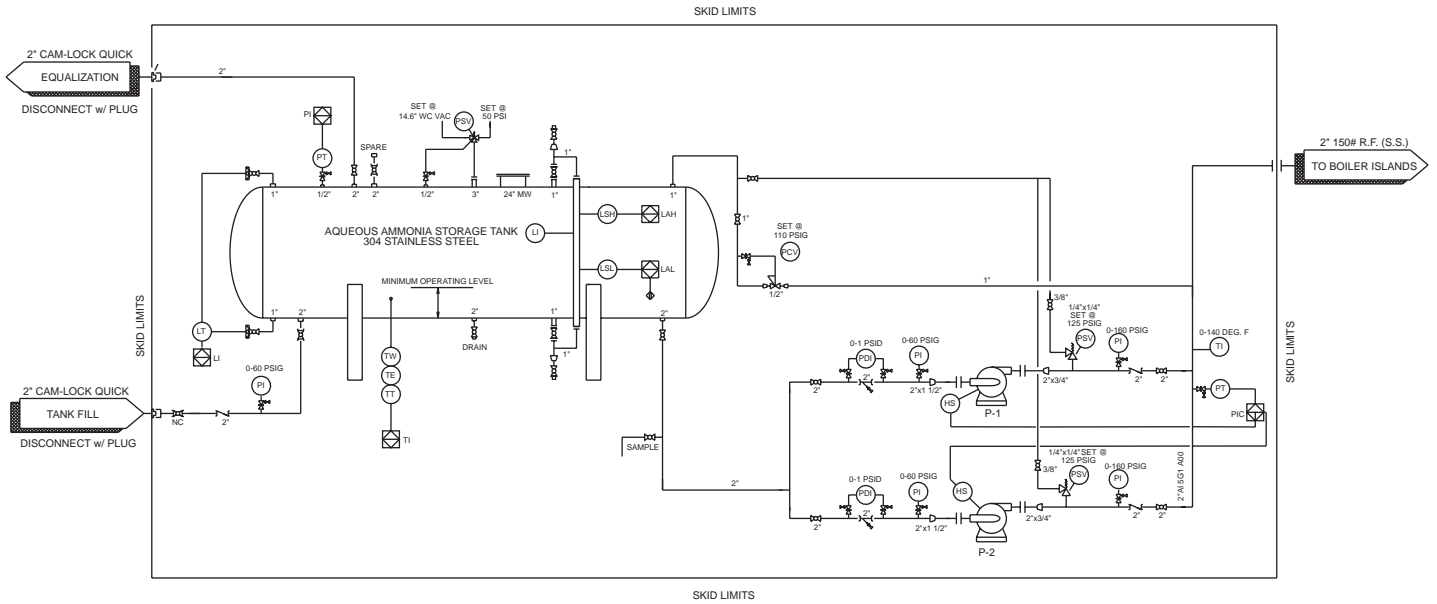 SKID LIMITS
2" CAM-LOCK QUICK
EQUALIZATION
DISCONNECT w/ PLUG
2"
PI
PT
SPARE
SET @
14.6" WC VAC
PSV
SET @
50 PSI
1"
1"
1/2"
2"
2"
1/2"
3"
24" MW
1"
1"
2" 150# R.F. (S.S.)
TO BOILER ISLANDS
AQUEOUS AMMONIA STORAGE TANK
304 STAINLESS STEEL
LI
LSH
LAH
LSL
LAL
1"
SET @
110 PSIG
PCV
1/2"
1"
MINIMUM OPERATING LEVEL
1"
2"
2"
DRAIN
1"
1"
2"
LT
LI
SKID LIMITS
TW
TE
TT
TI
0-60 PSIG
PI
2" CAM-LOCK QUICK
TANK FILL
DISCONNECT w/ PLUG
NC
2"
SAMPLE
2"
3/8"
1/4"x1/4"
SET @
125 PSIG
PSV
0-160 PSIG
PI
0-140 DEG. F
TI
SKID LIMITS
0-1 PSID
PDI
2"
0-60 PSIG
PI
2"
2"x1 1/2"
HS
P-1
2"x3/4"
2"
2"
PT
PIC
3/8"
1/4"x1/4" SET @
125 PSIG
PSV
0-160 PSIG
PI
0-1 PSID
PDI
2"
0-60 PSIG
PI
2"
2"x1 1/2"
HS
P-2
2"x3/4"
2"
2"
SKID LIMITS